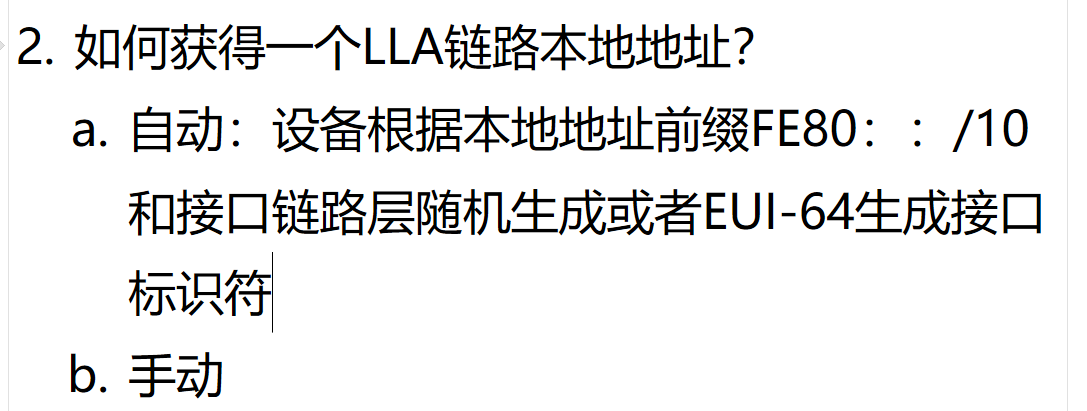 2. 如何获得一个LLA链路本地地址？
a. 自动：设备根据本地地址前缀FE80：：/10
和接口链路层随机生成或者EUI-64生成接口
标识符
b. 手动